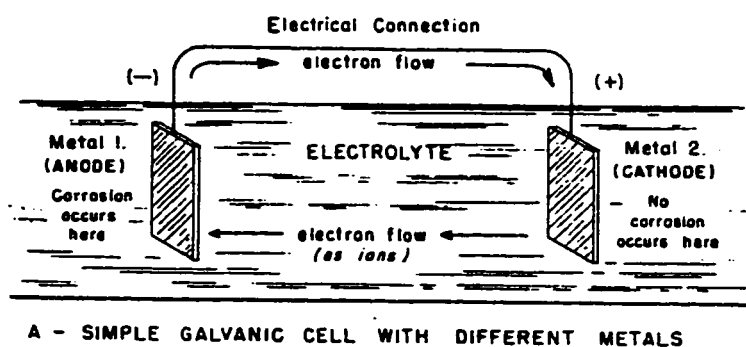 Electrical Connection
electron flow
(−)
(+)
Metal 1.
(ANODE)
Corrosion
occurs
here
ELECTROLYTE
electron flow
(as ions)
Metal 2.
(CATHODE)
No
corrosion
occurs here
A - SIMPLE GALVANIC CELL WITH DIFFERENT METALS